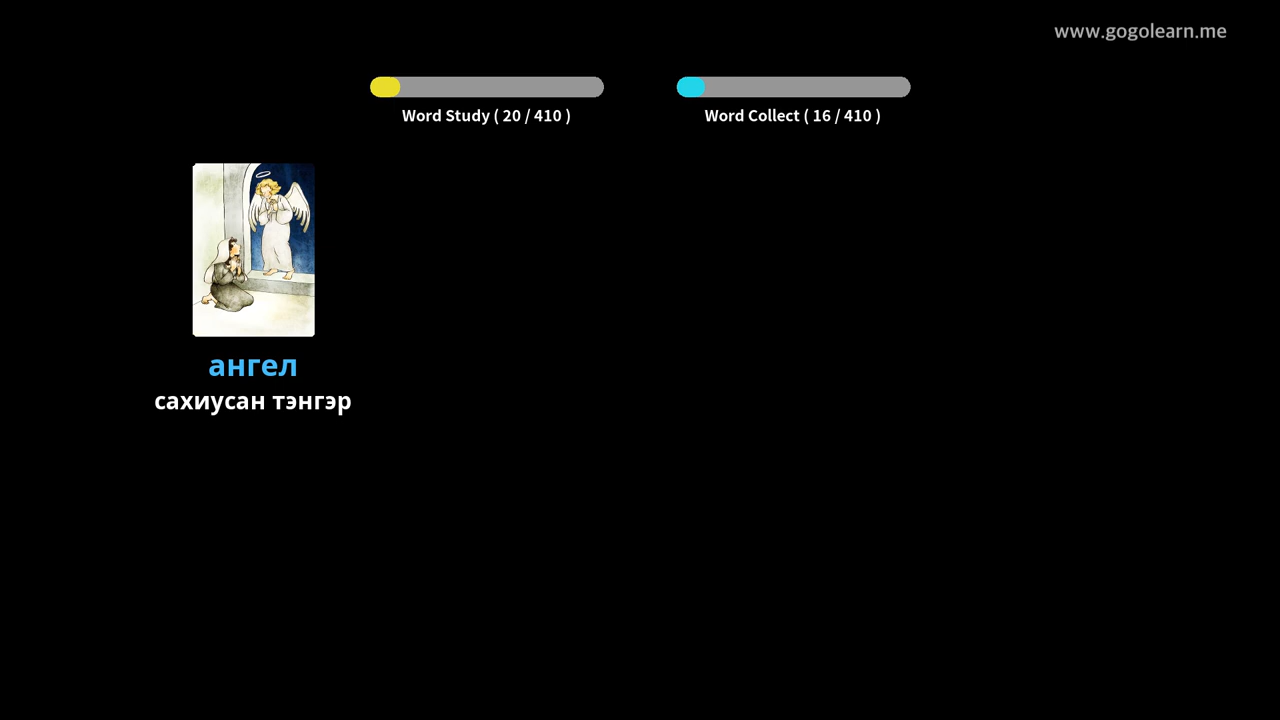 www.gogolearn.me
Word Study ( 20 / 410 )
Word Collect ( 16 / 410 )
ангел
сахиусан тэнгэр